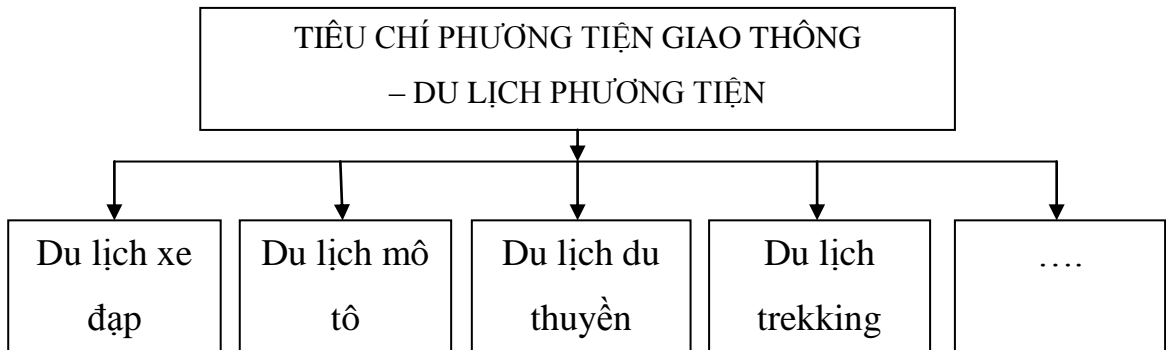 TIÊU CHÍ PHƯƠNG TIỆN GIAO THÔNG
– DU LỊCH PHƯƠNG TIỆN
Du lịch xe
đạp
Du lịch mô
tô
Du lịch du
thuyền
Du lịch
trekking
….